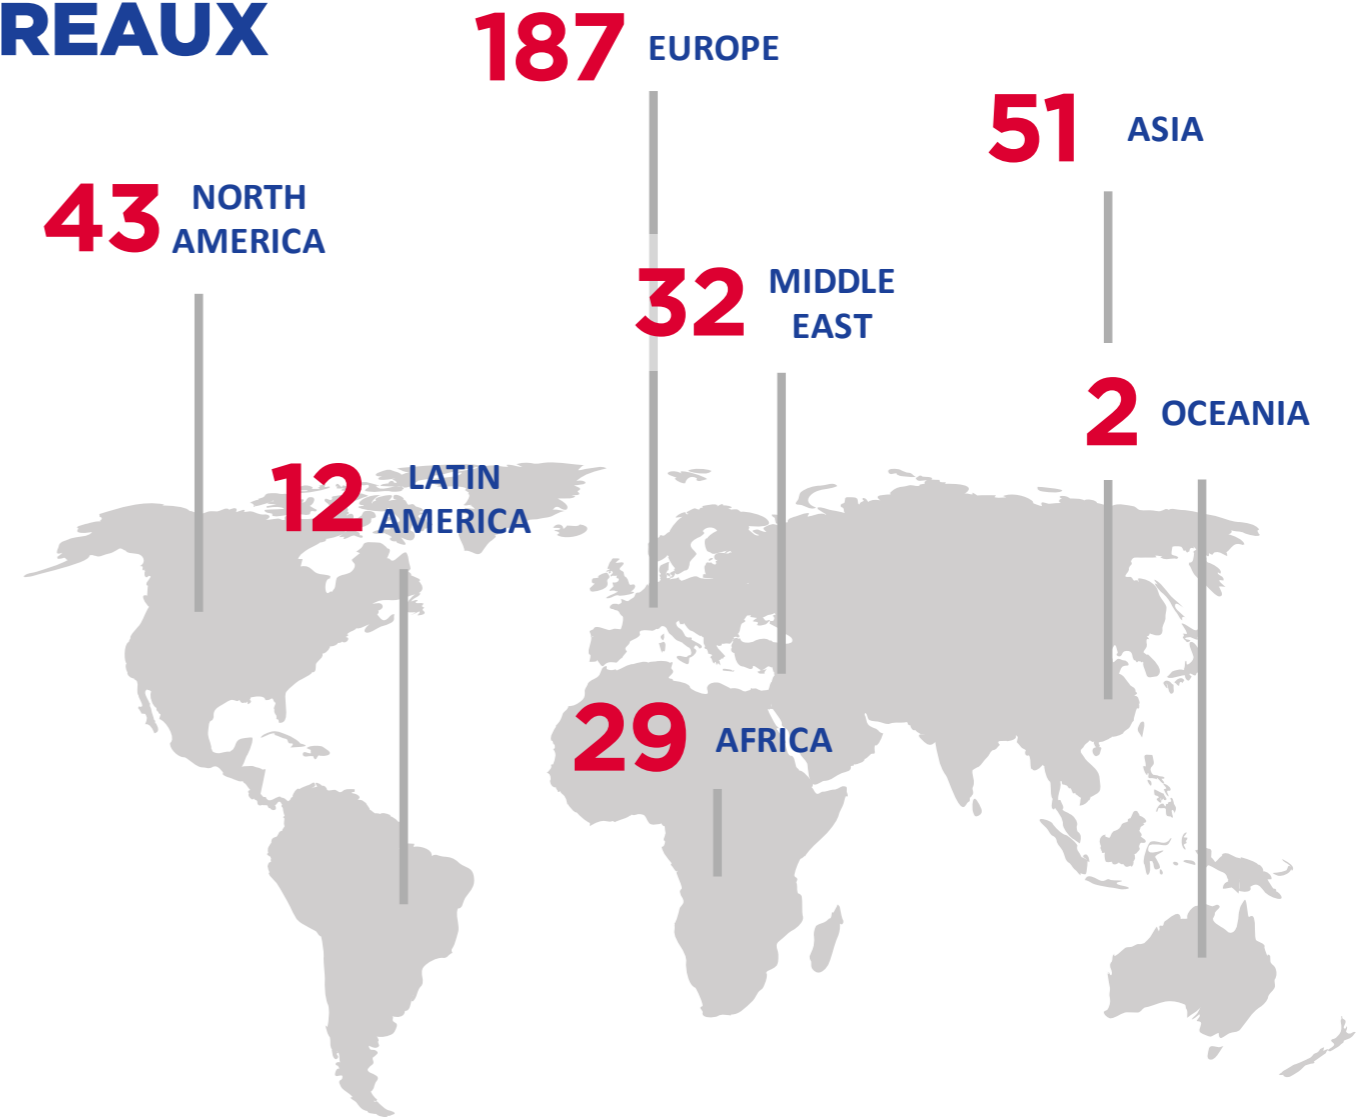 REAUX
187 EUROPE
51 ASIA
43 NORTH
AMERICA
32 MIDDLE
EAST
2 OCEANIA
12 LATIN
AMERICA
29 AFRICA